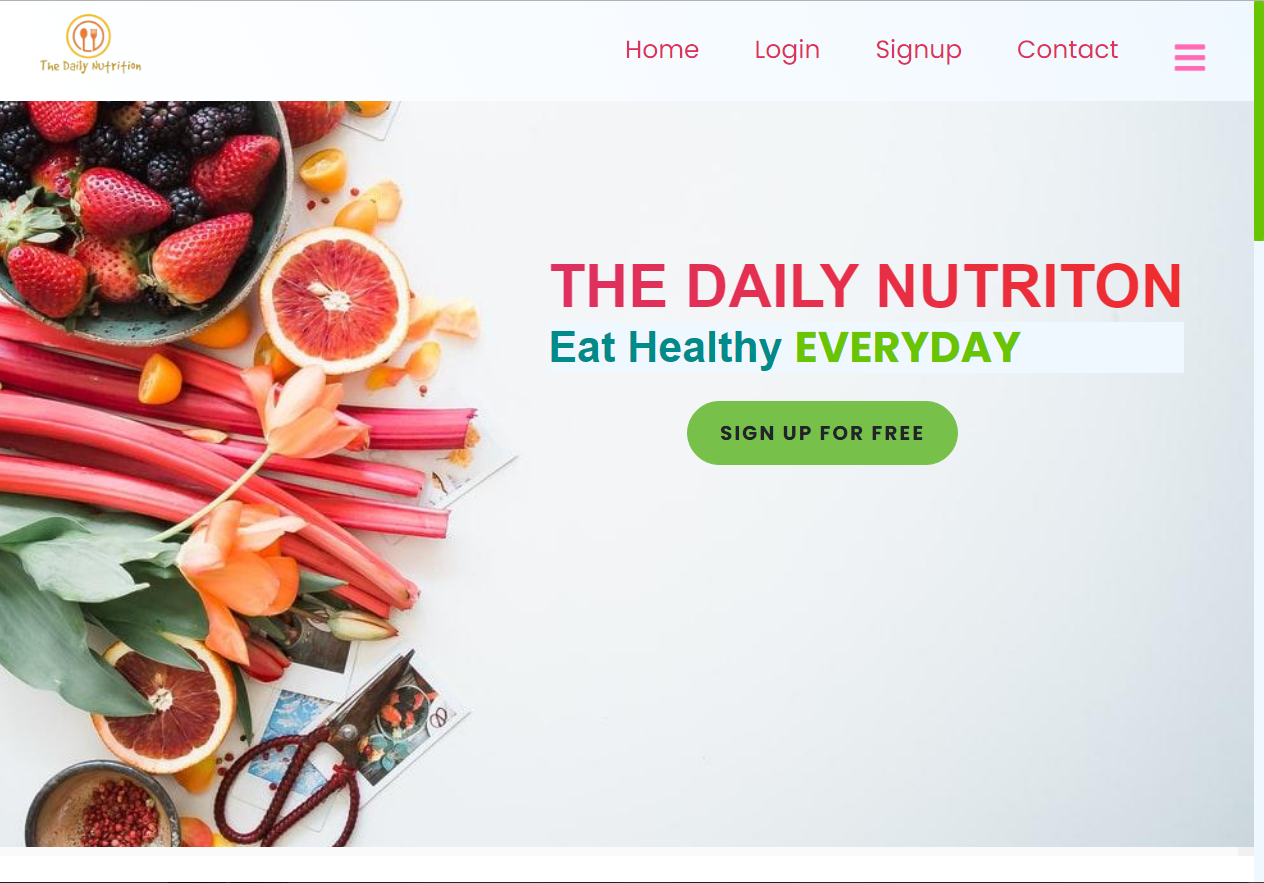 The Daily Nutrition
Home Login Signup Contact
THE DAILY NUTRITON
Eat Healthy EVERYDAY
SIGN UP FOR FREE